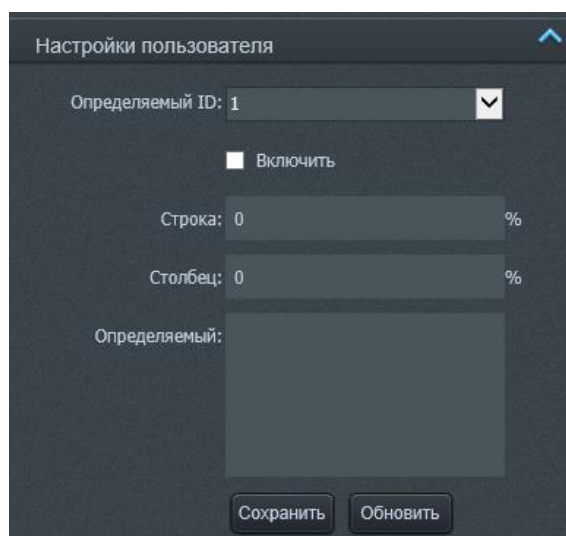 Настройки пользователя
Определяемый ID: 1
Включить
Строка: 0 %
Столбец: 0 %
Определяемый:
Сохранить Обновить